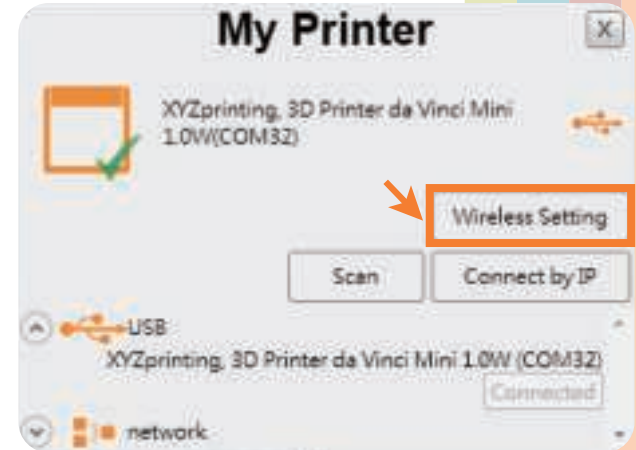 My Printer
X
XYZprinting, 3D Printer da Vinci Mini
1.0W(COM32)
Wireless Setting
Scan
Connect by IP
USB
XYZprinting, 3D Printer da Vinci Mini 1.0W (COM32)
Connected
network